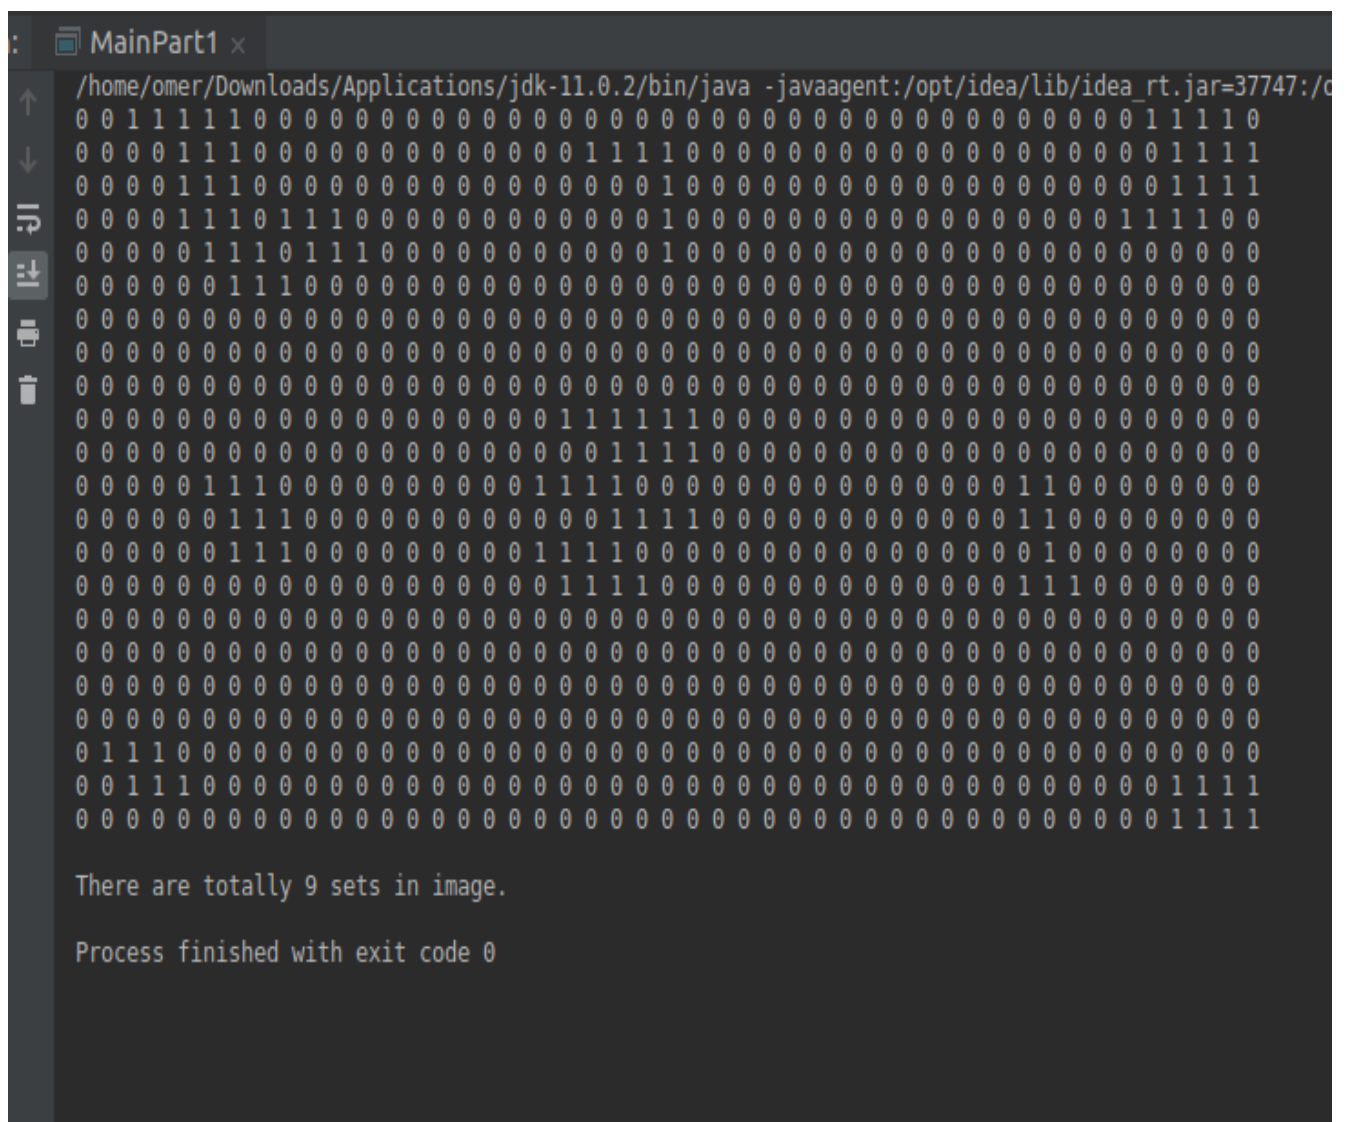 MainPart1 ×
/home/omer/Downloads/Applications/jdk-11.0.2/bin/java -javaagent:/opt/idea/lib/idea_rt.jar=37747:/
0 0 1 1 1 1 1 0 0 0 0 0 0 0 0 0 0 0 0 0 0 0 0 0 0 0 0 0 0 0 0 0 0 0 0 0 0 0 0 0 0 0 1 1 1 1 0
0 0 0 0 1 1 1 0 0 0 0 0 0 0 0 0 0 0 0 0 1 1 1 1 0 0 0 0 0 0 0 0 0 0 0 0 0 0 0 0 0 0 0 1 1 1 1
0 0 0 0 1 1 1 0 0 0 0 0 0 0 0 0 0 0 0 0 0 0 0 1 0 0 0 0 0 0 0 0 0 0 0 0 0 0 0 0 0 0 0 1 1 1 1
0 0 0 0 1 1 1 0 1 1 1 0 0 0 0 0 0 0 0 0 0 0 0 1 0 0 0 0 0 0 0 0 0 0 0 0 0 0 0 0 0 1 1 1 1 0 0
0 0 0 0 0 1 1 1 0 1 1 1 0 0 0 0 0 0 0 0 0 0 0 1 0 0 0 0 0 0 0 0 0 0 0 0 0 0 0 0 0 0 0 0 0 0 0
0 0 0 0 0 0 1 1 1 0 0 0 0 0 0 0 0 0 0 0 0 0 0 0 0 0 0 0 0 0 0 0 0 0 0 0 0 0 0 0 0 0 0 0 0 0 0
0 0 0 0 0 0 0 0 0 0 0 0 0 0 0 0 0 0 0 0 0 0 0 0 0 0 0 0 0 0 0 0 0 0 0 0 0 0 0 0 0 0 0 0 0 0 0
0 0 0 0 0 0 0 0 0 0 0 0 0 0 0 0 0 0 0 0 0 0 0 0 0 0 0 0 0 0 0 0 0 0 0 0 0 0 0 0 0 0 0 0 0 0 0
0 0 0 0 0 0 0 0 0 0 0 0 0 0 0 0 0 0 0 0 0 0 0 0 0 0 0 0 0 0 0 0 0 0 0 0 0 0 0 0 0 0 0 0 0 0 0
0 0 0 0 0 0 0 0 0 0 0 0 0 0 0 0 0 0 0 1 1 1 1 1 1 0 0 0 0 0 0 0 0 0 0 0 0 0 0 0 0 0 0 0 0 0 0
0 0 0 0 0 0 0 0 0 0 0 0 0 0 0 0 0 0 0 0 0 1 1 1 1 0 0 0 0 0 0 0 0 0 0 0 0 0 0 0 0 0 0 0 0 0 0
0 0 0 0 0 1 1 1 0 0 0 0 0 0 0 0 0 0 1 1 1 1 0 0 0 0 0 0 0 0 0 0 0 0 0 0 0 1 1 0 0 0 0 0 0 0 0
0 0 0 0 0 0 1 1 1 0 0 0 0 0 0 0 0 0 0 0 0 1 1 1 1 0 0 0 0 0 0 0 0 0 0 0 0 1 1 0 0 0 0 0 0 0 0
0 0 0 0 0 0 1 1 1 0 0 0 0 0 0 0 0 0 1 1 1 1 0 0 0 0 0 0 0 0 0 0 0 0 0 0 0 0 1 0 0 0 0 0 0 0 0
0 0 0 0 0 0 0 0 0 0 0 0 0 0 0 0 0 0 0 1 1 1 1 0 0 0 0 0 0 0 0 0 0 0 0 0 0 1 1 1 0 0 0 0 0 0 0
0 0 0 0 0 0 0 0 0 0 0 0 0 0 0 0 0 0 0 0 0 0 0 0 0 0 0 0 0 0 0 0 0 0 0 0 0 0 0 0 0 0 0 0 0 0 0
0 0 0 0 0 0 0 0 0 0 0 0 0 0 0 0 0 0 0 0 0 0 0 0 0 0 0 0 0 0 0 0 0 0 0 0 0 0 0 0 0 0 0 0 0 0 0
0 0 0 0 0 0 0 0 0 0 0 0 0 0 0 0 0 0 0 0 0 0 0 0 0 0 0 0 0 0 0 0 0 0 0 0 0 0 0 0 0 0 0 0 0 0 0
0 0 0 0 0 0 0 0 0 0 0 0 0 0 0 0 0 0 0 0 0 0 0 0 0 0 0 0 0 0 0 0 0 0 0 0 0 0 0 0 0 0 0 0 0 0 0
0 1 1 1 0 0 0 0 0 0 0 0 0 0 0 0 0 0 0 0 0 0 0 0 0 0 0 0 0 0 0 0 0 0 0 0 0 0 0 0 0 0 0 0 0 0 0
0 0 1 1 1 0 0 0 0 0 0 0 0 0 0 0 0 0 0 0 0 0 0 0 0 0 0 0 0 0 0 0 0 0 0 0 0 0 0 0 0 0 0 1 1 1 1
0 0 0 0 0 0 0 0 0 0 0 0 0 0 0 0 0 0 0 0 0 0 0 0 0 0 0 0 0 0 0 0 0 0 0 0 0 0 0 0 0 0 0 1 1 1 1
There are totally 9 sets in image.
Process finished with exit code 0